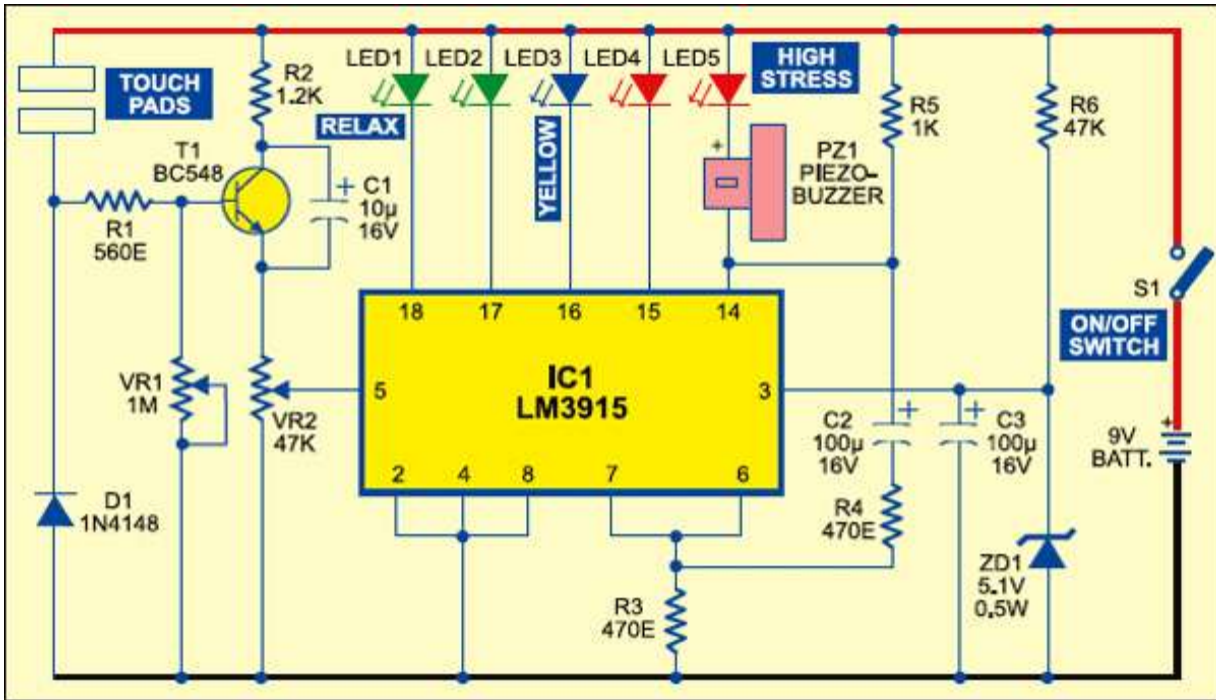 TOUCH
PADS
R2
1.2K
T1
BC548
R1
560E
C1
10µ
16V
+
VR1
1M
VR2
47K
D1
1N4148
LED1
LED2
LED3
LED4
LED5
RELAX
YELLOW
HIGH
STRESS
+
PZ1
PIEZO-
BUZZER
R5
1K
R6
47K
18
17
16
15
14
5
IC1
LM3915
3
2
4
8
7
6
C2
100µ
16V
+
C3
100µ
16V
+
R4
470E
R3
470E
ZD1
5.1V
0.5W
S1
ON/OFF
SWITCH
+
9V
BATT.